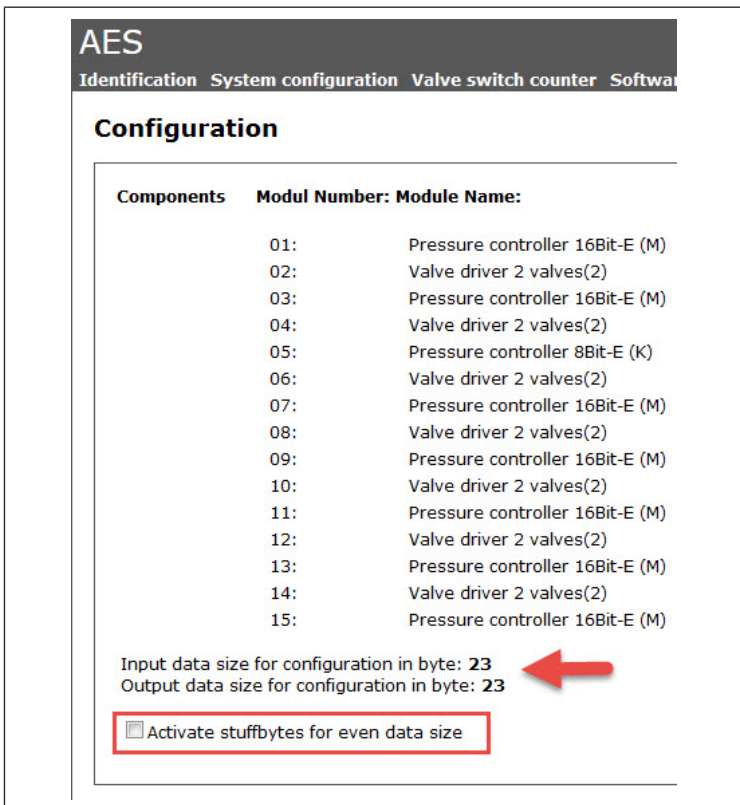 AES
Identification System configuration Valve switch counter Softwar
Configuration
Components Modul Number: Module Name:
01: Pressure controller 16Bit-E (M)
02: Valve driver 2 valves(2)
03: Pressure controller 16Bit-E (M)
04: Valve driver 2 valves(2)
05: Pressure controller 8Bit-E (K)
06: Valve driver 2 valves(2)
07: Pressure controller 16Bit-E (M)
08: Valve driver 2 valves(2)
09: Pressure controller 16Bit-E (M)
10: Valve driver 2 valves(2)
11: Pressure controller 16Bit-E (M)
12: Valve driver 2 valves(2)
13: Pressure controller 16Bit-E (M)
14: Valve driver 2 valves(2)
15: Pressure controller 16Bit-E (M)
Input data size for configuration in byte: 23
Output data size for configuration in byte: 23
Activate stuffbytes for even data size